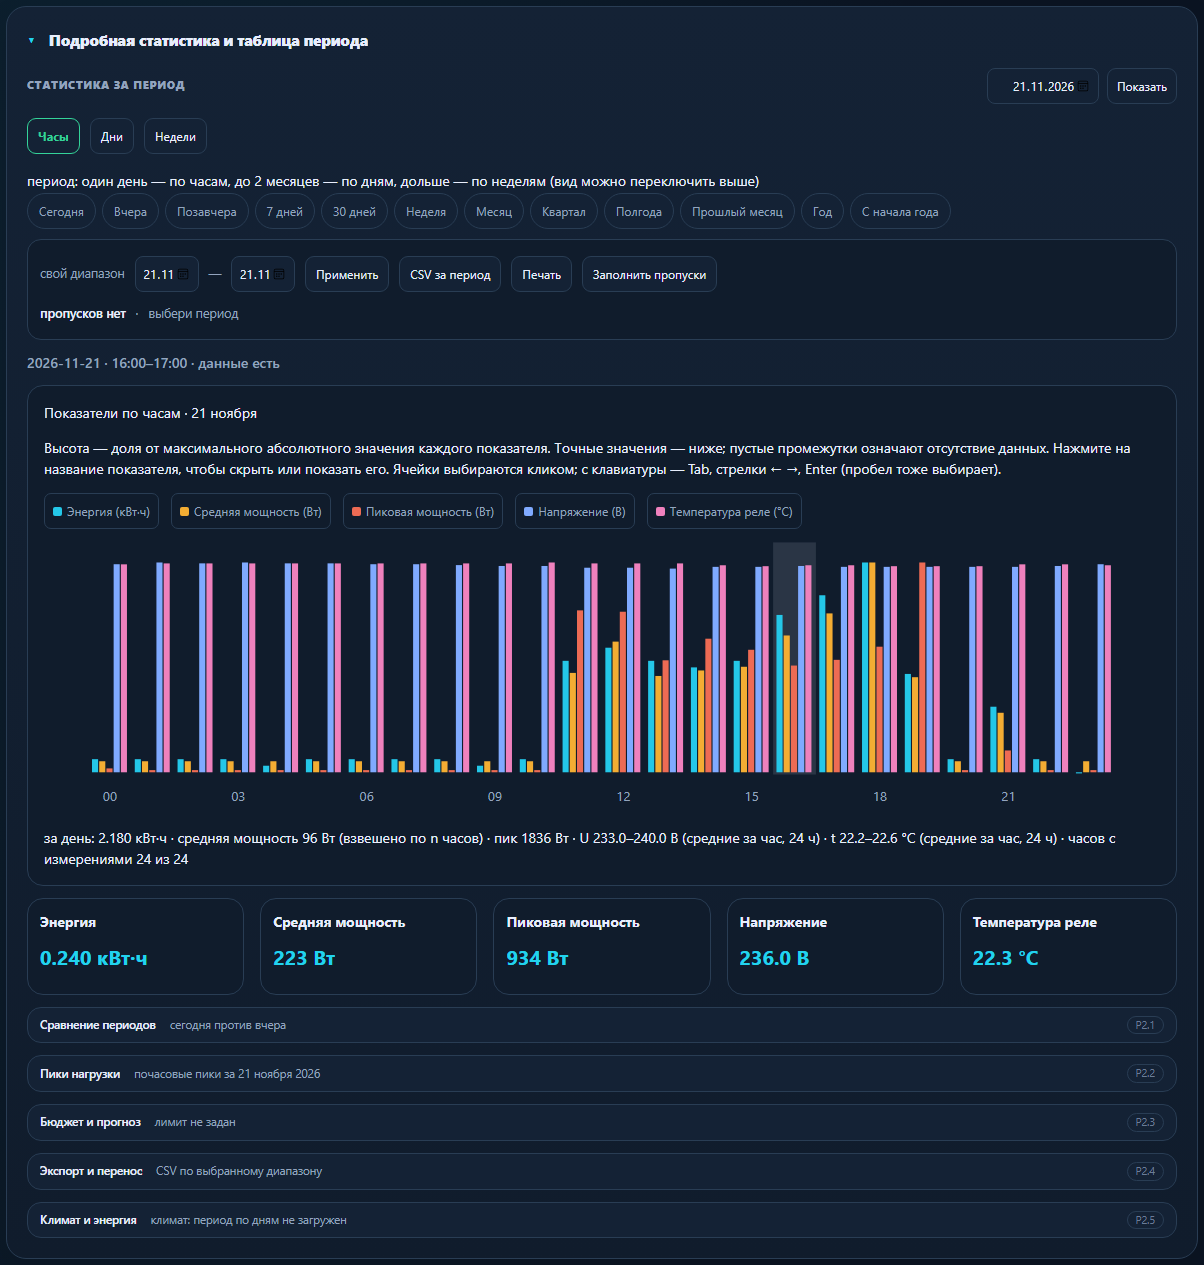 Подробная статистика и таблица периода
СТАТИСТИКА ЗА ПЕРИОД
21.11.2026
Показать
Часы
Дни
Недели
период: один день — по часам, до 2 месяцев — по дням, дольше — по неделям (вид можно переключить выше)
Сегодня
Вчера
Позавчера
7 дней
30 дней
Неделя
Месяц
Квартал
Полгода
Прошлый месяц
Год
С начала года
свой диапазон
21.11
—
21.11
Применить
CSV за период
Печать
Заполнить пропуски
пропусков нет · выбери период
2026-11-21 · 16:00–17:00 · данные есть
Показатели по часам · 21 ноября
Высота — доля от максимального абсолютного значения каждого показателя. Точные значения — ниже; пустые промежутки означают отсутствие данных. Нажмите на
название показателя, чтобы скрыть или показать его. Ячейки выбираются кликом; с клавиатуры — Tab, стрелки ← →, Enter (пробел тоже выбирает).
Энергия (кВт·ч)
Средняя мощность (Вт)
Пиковая мощность (Вт)
Напряжение (В)
Температура реле (°C)
00
03
06
09
12
15
18
21
за день: 2.180 кВт·ч · средняя мощность 96 Вт (взвешено по n часов) · пик 1836 Вт · U 233.0–240.0 В (средние за час, 24 ч) · t 22.2–22.6 °C (средние за час, 24 ч) · часов с
измерениями 24 из 24
Энергия
0.240 кВт·ч
Средняя мощность
223 Вт
Пиковая мощность
934 Вт
Напряжение
236.0 В
Температура реле
22.3 °C
Сравнение периодов
сегодня против вчера
P2.1
Пики нагрузки
почасовые пики за 21 ноября 2026
P2.2
Бюджет и прогноз
лимит не задан
P2.3
Экспорт и перенос
CSV по выбранному диапазону
P2.4
Климат и энергия
климат: период по дням не загружен
P2.5